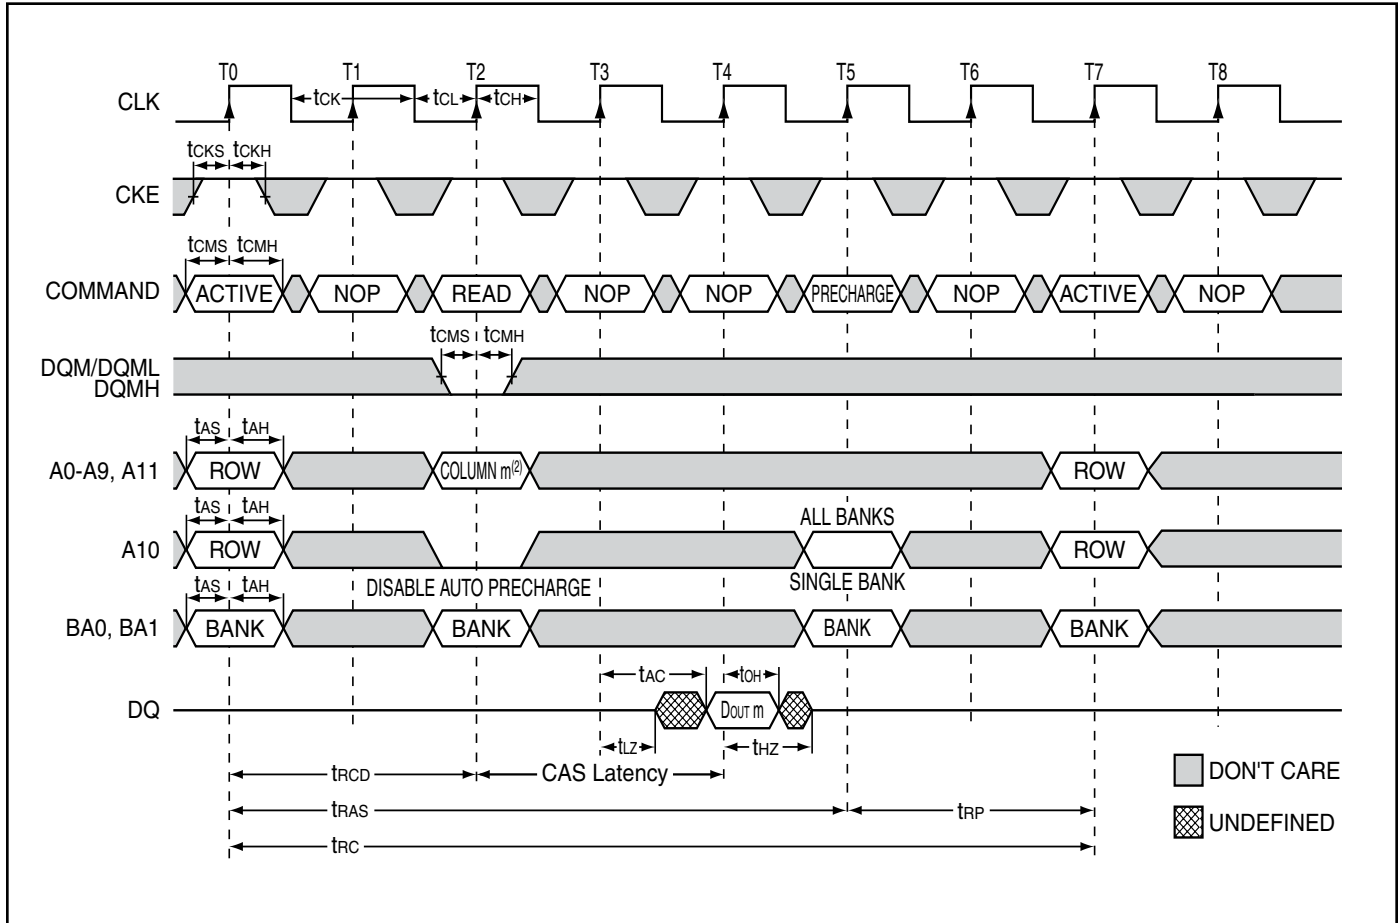 T0 T1 T2 T3 T4 T5 T6 T7 T8
CLK tCK tCL tCH
tCKS tCKH
CKE
tCMS tCMH
COMMAND ACTIVE NOP READ NOP NOP PRECHARGE NOP ACTIVE NOP
tCMS tCMH
DQM/DQML
DQMH
tAS tAH
A0-A9, A11 ROW COLUMN m(2) ROW
tAS tAH ALL BANKS
A10 ROW ROW
DISABLE AUTO PRECHARGE SINGLE BANK
tAS tAH
BA0, BA1 BANK BANK BANK BANK
tAC tOH
DQ DOUT m
tLZ tHZ
tRCD CAS Latency
DON'T CARE
tRAS tRP
UNDEFINED
tRC